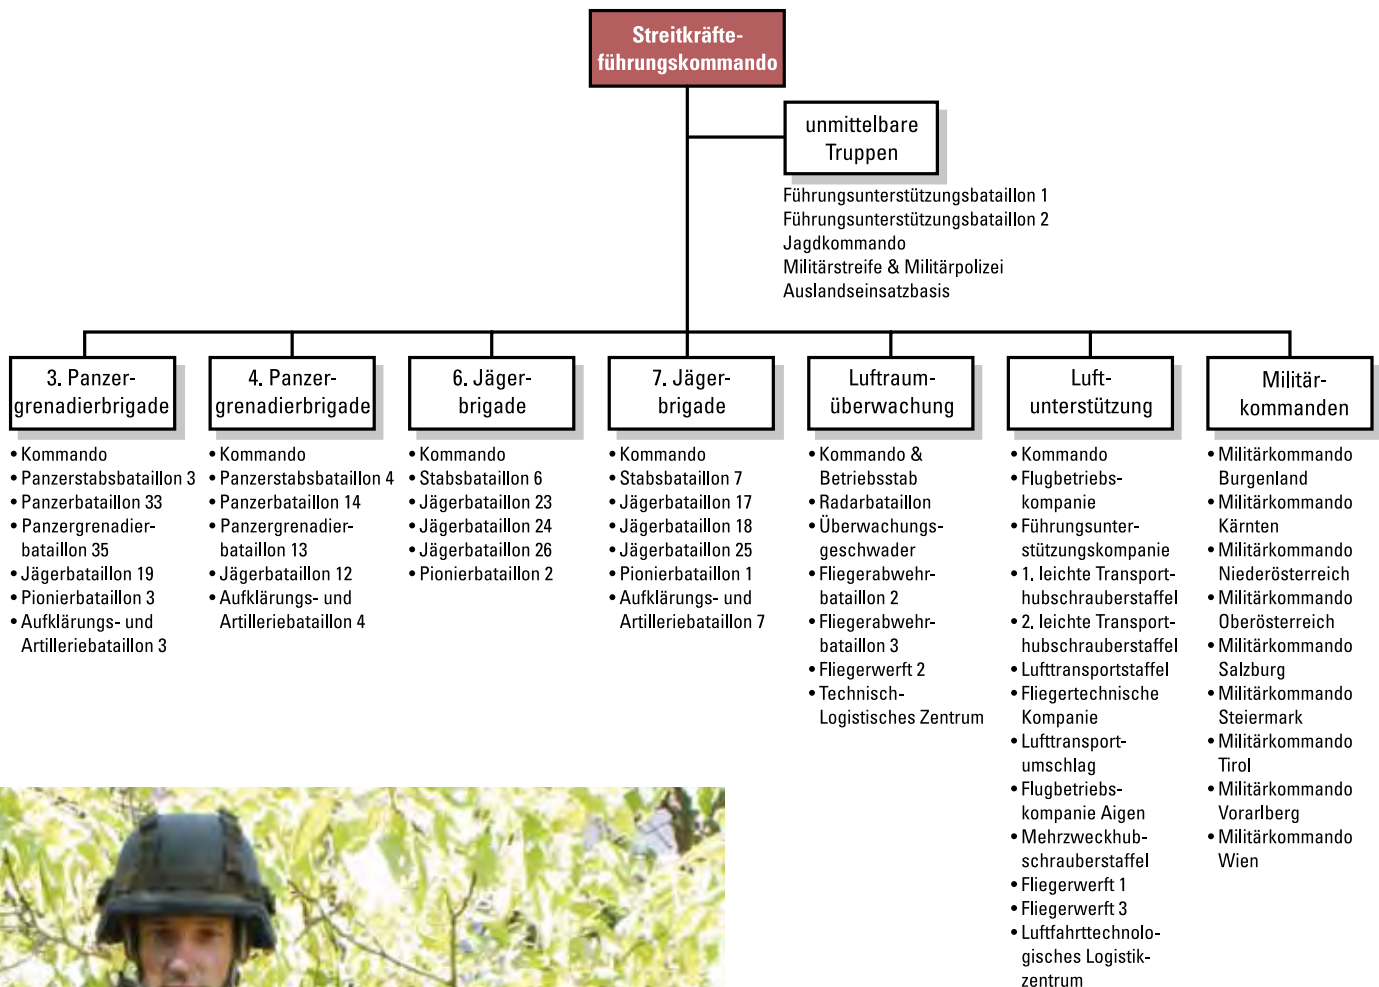 Streitkräfte-
führungskommando
unmittelbare
Truppen
Führungsunterstützungsbataillon 1
Führungsunterstützungsbataillon 2
Jagdkommando
Militärstreife & Militärpolizei
Auslandseinsatzbasis
3. Panzer-
grenadierbrigade
• Kommando
• Panzerstabsbataillon 3
• Panzerbataillon 33
• Panzergrenadier-
bataillon 35
• Jägerbataillon 19
• Pionierbataillon 3
• Aufklärungs- und
Artilleriebataillon 3
4. Panzer-
grenadierbrigade
• Kommando
• Panzerstabsbataillon 4
• Panzerbataillon 14
• Panzergrenadier-
bataillon 13
• Jägerbataillon 12
• Aufklärungs- und
Artilleriebataillon 4
6. Jäger-
brigade
• Kommando
• Stabsbataillon 6
• Jägerbataillon 23
• Jägerbataillon 24
• Jägerbataillon 26
• Pionierbataillon 2
7. Jäger-
brigade
• Kommando
• Stabsbataillon 7
• Jägerbataillon 17
• Jägerbataillon 18
• Jägerbataillon 25
• Pionierbataillon 1
• Aufklärungs- und
Artilleriebataillon 7
Luftraum-
überwachung
• Kommando &
Betriebsstab
• Radarbataillon
• Überwachungs-
geschwader
• Fliegerabwehr-
bataillon 2
• Fliegerabwehr-
bataillon 3
• Fliegerwerft 2
• Technisch-
Logistisches Zentrum
Luft-
unterstützung
• Kommando
• Flugbetriebs-
kompanie
• Führungsunter-
stützungskompanie
• 1. leichte Transport-
hubschrauberstaffel
• 2. leichte Transport-
hubschrauberstaffel
• Lufttransportstaffel
• Fliegertechnische
Kompanie
• Lufttransport-
umschlag
• Flugbetriebs-
kompanie Aigen
• Mehrzweckhub-
schrauberstaffel
• Fliegerwerft 1
• Fliegerwerft 3
• Luftfahrttechnolo-
gisches Logistik-
zentrum
Militär-
kommanden
• Militärkommando
Burgenland
• Militärkommando
Kärnten
• Militärkommando
Niederösterreich
• Militärkommando
Oberösterreich
• Militärkommando
Salzburg
• Militärkommando
Steiermark
• Militärkommando
Tirol
• Militärkommando
Vorarlberg
• Militärkommando
Wien